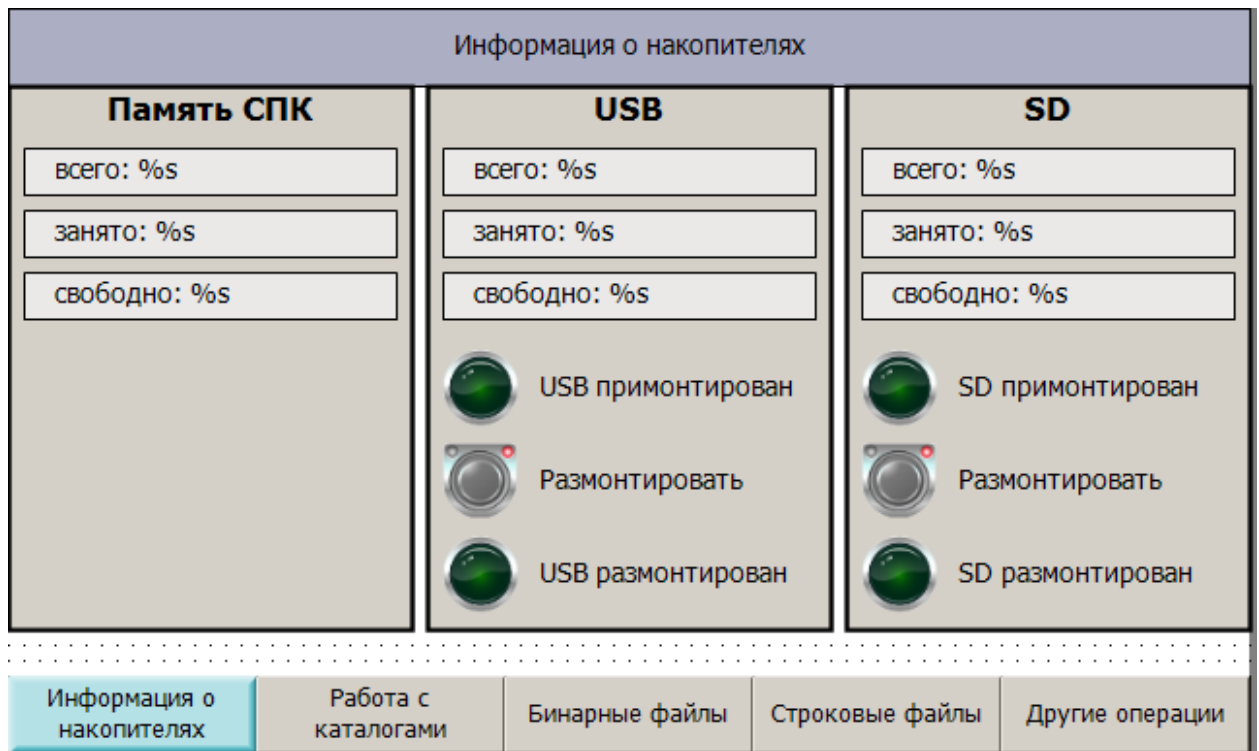 Информация о накопителях
Память СПК
всего: %s
занято: %s
свободно: %s
USB
всего: %s
занято: %s
свободно: %s
USB примонтирован
Размонтировать
USB размонтирован
SD
всего: %s
занято: %s
свободно: %s
SD примонтирован
Размонтировать
SD размонтирован
Информация о
накопителях
Работа с
каталогами
Бинарные файлы
Строковые файлы
Другие операции